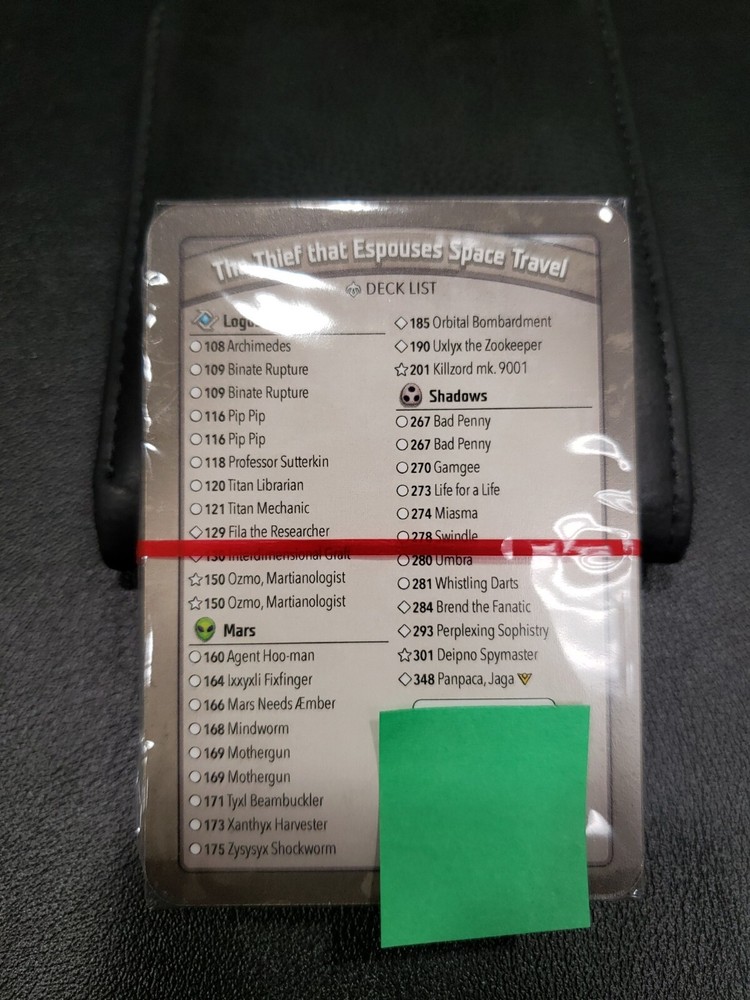 The Thief that Espouses Space Travel
DECK LIST
Logos
108 Archimedes
109 Binate Rupture
109 Binate Rupture
116 Pip Pip
116 Pip Pip
118 Professor Sutterkin
120 Titan Librarian
121 Titan Mechanic
129 Fila the Researcher
130 Interdimensional Graft
150 Ozmo, Martianologist
150 Ozmo, Martianologist
Mars
160 Agent Hoo-man
164 Ixxyxli Fixfinger
166 Mars Needs Æmber
168 Mindworm
169 Mothergun
169 Mothergun
171 Tyxl Beambuckler
173 Xanthyx Harvester
175 Zysysyx Shockworm
185 Orbital Bombardment
190 Uxlyx the Zookeeper
201 Killzord mk. 9001
Shadows
267 Bad Penny
267 Bad Penny
270 Gamgee
273 Life for a Life
274 Miasma
278 Swindle
280 Umbra
281 Whistling Darts
284 Brend the Fanatic
293 Perplexing Sophistry
301 Deipno Spymaster
348 Panpaca, Jaga